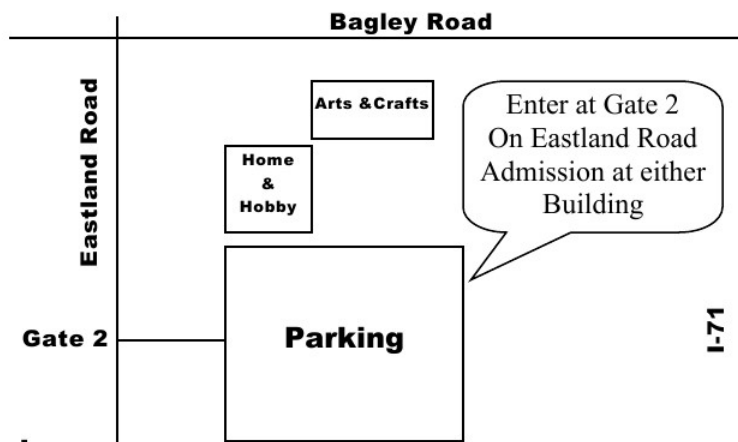 Bagley Road
Eastland Road
Arts &Crafts
Home
&
Hobby
Enter at Gate 2
On Eastland Road
Admission at either
Building
Gate 2
Parking
I-71